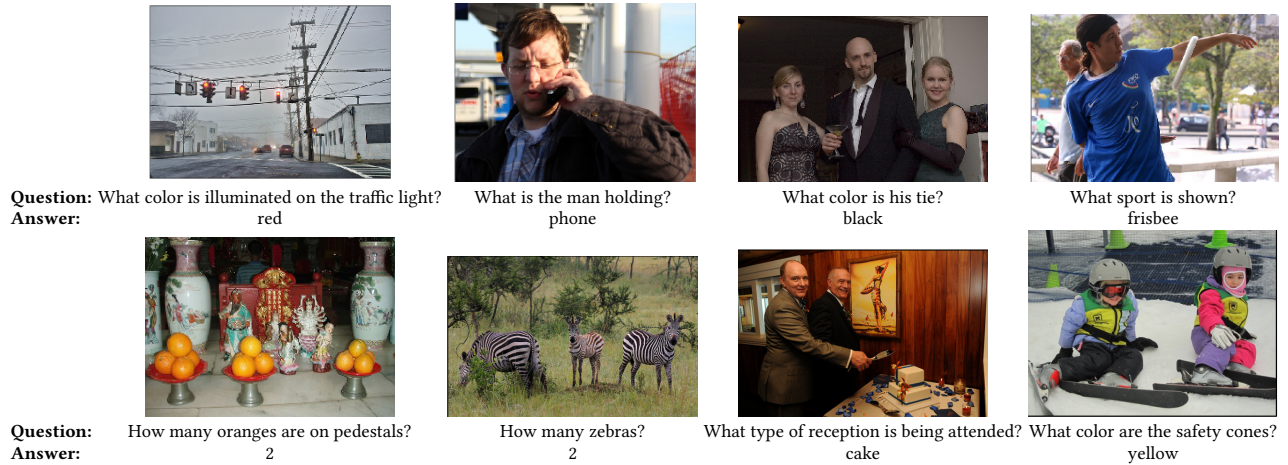 Question: What color is illuminated on the traffic light? What is the man holding? What color is his tie? What sport is shown?
Answer: red phone black frisbee
Question: How many oranges are on pedestals? How many zebras? What type of reception is being attended? What color are the safety cones?
Answer: 2 2 cake yellow